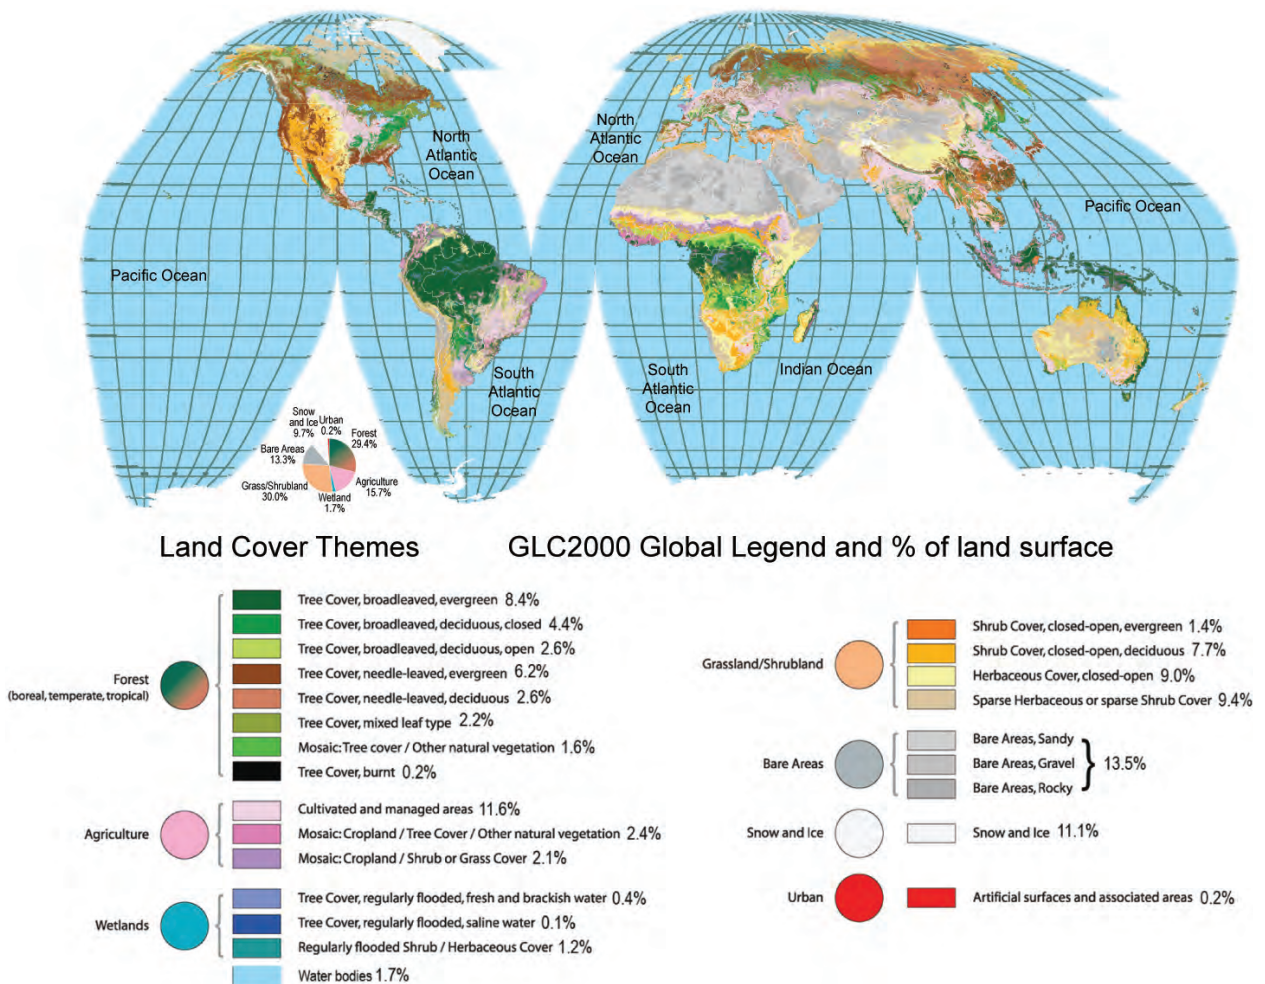 North
Atlantic
Ocean
North
Atlantic
Ocean
Pacific Ocean
Pacific Ocean
South
Atlantic
Ocean
South
Atlantic
Ocean
Indian Ocean
Snow
and Ice
9.7%
Urban
0.2%
Forest
29.4%
Bare Areas
13.3%
Agriculture
15.7%
Grass/Shrubland
30.0%
Wetland
1.7%
Land Cover Themes
GLC2000 Global Legend and % of land surface
Forest
(boreal, temperate, tropical)
Tree Cover, broadleaved, evergreen 8.4%
Tree Cover, broadleaved, deciduous, closed 4.4%
Tree Cover, broadleaved, deciduous, open 2.6%
Tree Cover, needle-leaved, evergreen 6.2%
Tree Cover, needle-leaved, deciduous 2.6%
Tree Cover, mixed leaf type 2.2%
Mosaic: Tree cover / Other natural vegetation 1.6%
Tree Cover, burnt 0.2%
Agriculture
Cultivated and managed areas 11.6%
Mosaic: Cropland / Tree Cover / Other natural vegetation 2.4%
Mosaic: Cropland / Shrub or Grass Cover 2.1%
Wetlands
Tree Cover, regularly flooded, fresh and brackish water 0.4%
Tree Cover, regularly flooded, saline water 0.1%
Regularly flooded Shrub / Herbaceous Cover 1.2%
Water bodies 1.7%
Grassland/Shrubland
Shrub Cover, closed-open, evergreen 1.4%
Shrub Cover, closed-open, deciduous 7.7%
Herbaceous Cover, closed-open 9.0%
Sparse Herbaceous or sparse Shrub Cover 9.4%
Bare Areas
Bare Areas, Sandy
Bare Areas, Gravel
Bare Areas, Rocky
13.5%
Snow and Ice
Snow and Ice 11.1%
Urban
Artificial surfaces and associated areas 0.2%